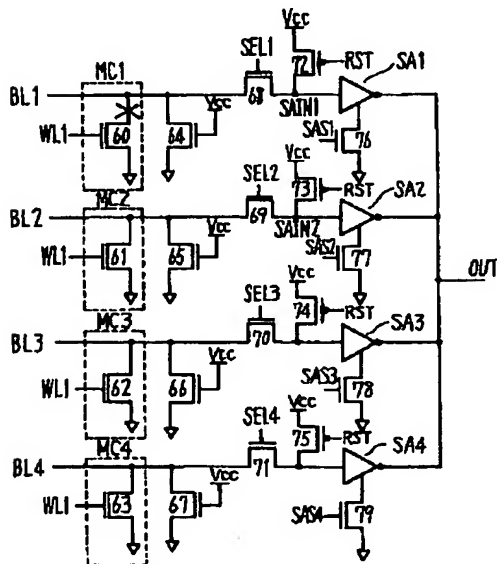 Vcc
SEL1
RST
SA1
MC1
72
BL1
68
SAIN1
WL1
60
64
Vcc
SAS1
76
Vcc
MC2
SEL2
73
RST
SA2
BL2
69
SAIN2
WL1
61
65
Vcc
SAS2
77
OUT
MC3
SEL3
Vcc
74
RST
SA3
BL3
70
WL1
62
66
Vcc
SAS3
78
MC4
SEL4
Vcc
75
RST
SA4
BL4
71
WL1
63
67
Vcc
SAS4
79